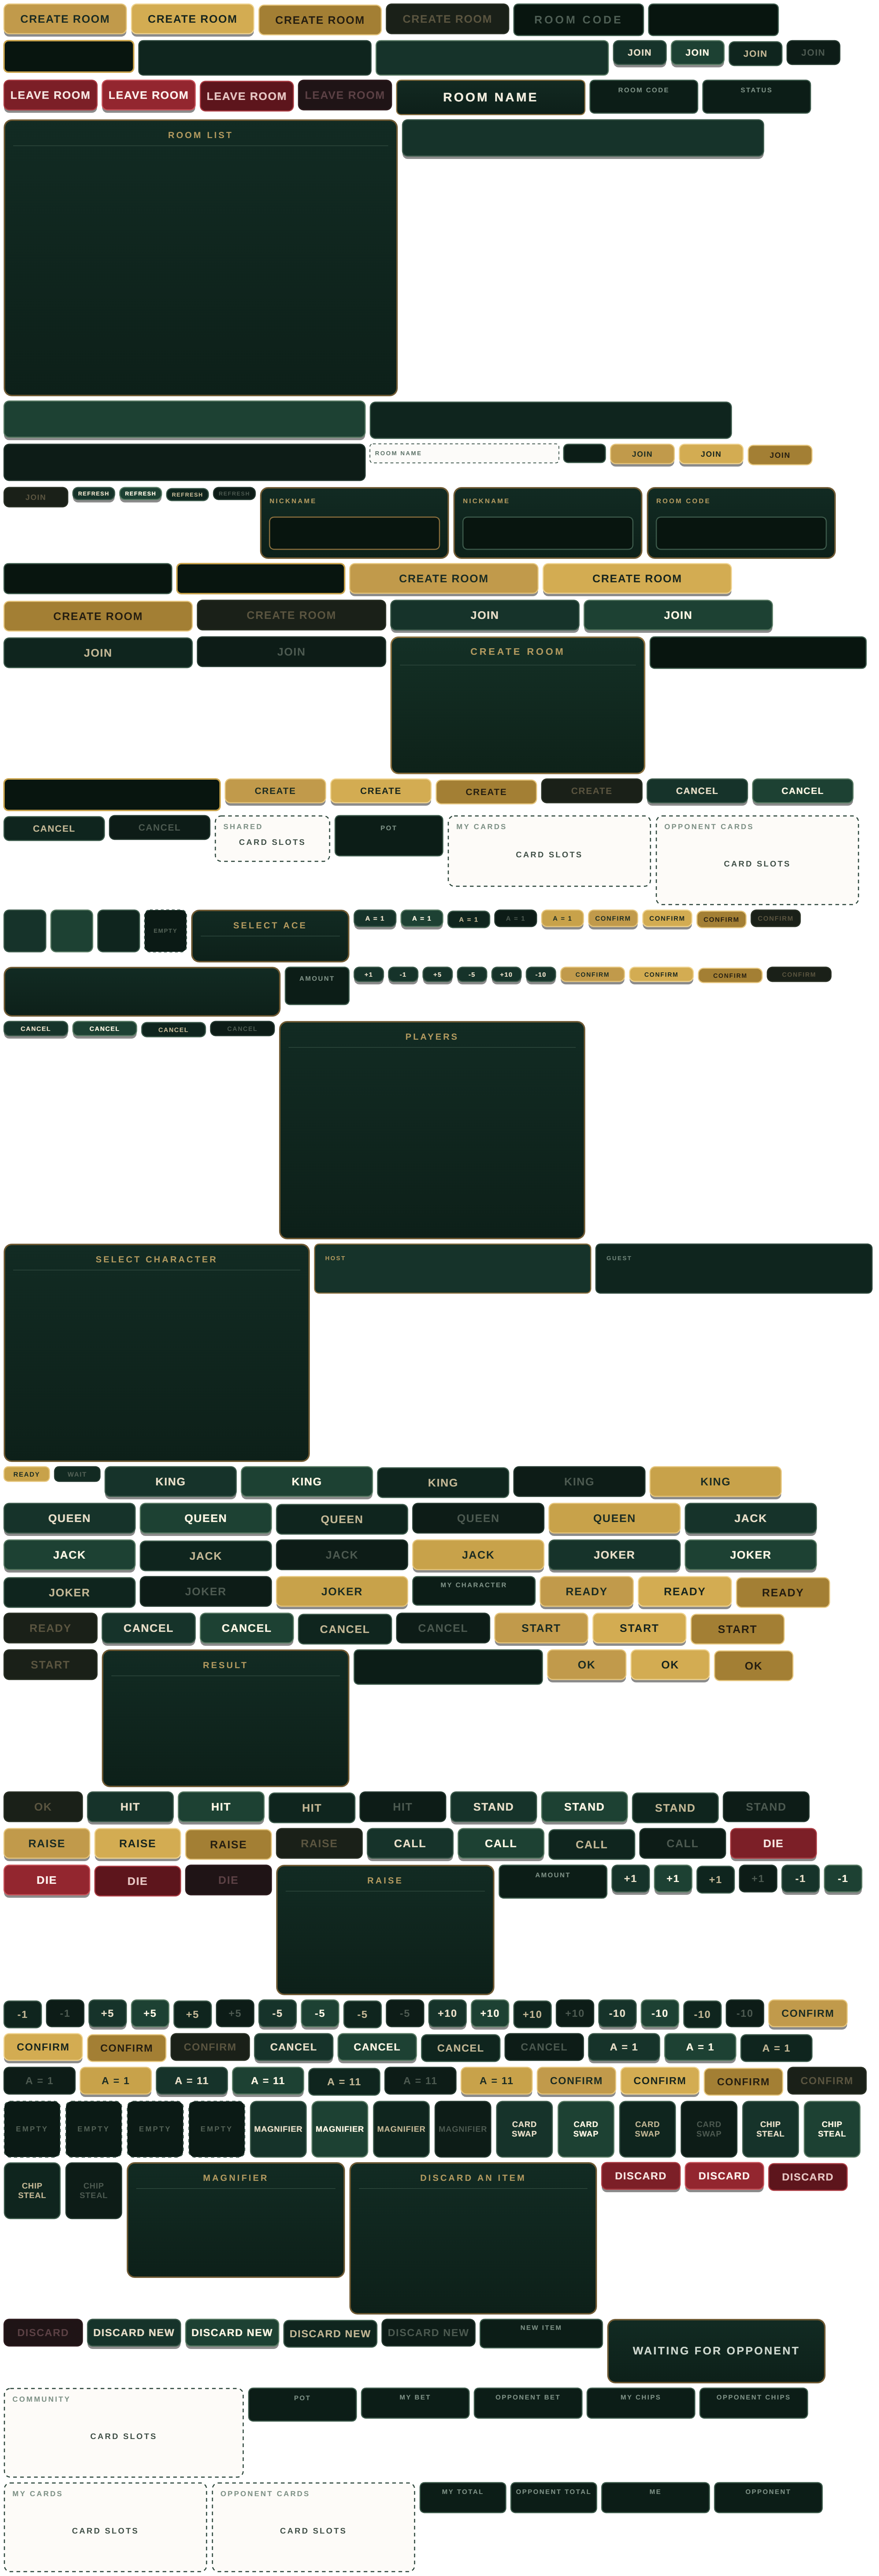 CREATE ROOM CREATE ROOM CREATE ROOM CREATE ROOM ROOM CODE
JOIN JOIN JOIN JOIN
LEAVE ROOM LEAVE ROOM LEAVE ROOM LEAVE ROOM ROOM NAME ROOM CODE STATUS
ROOM LIST
ROOM NAME JOIN JOIN JOIN
JOIN REFRESH REFRESH REFRESH REFRESH NICKNAME NICKNAME ROOM CODE
CREATE ROOM CREATE ROOM
CREATE ROOM CREATE ROOM JOIN JOIN
JOIN JOIN CREATE ROOM
CREATE CREATE CREATE CREATE CANCEL CANCEL
CANCEL CANCEL SHARED POT MY CARDS OPPONENT CARDS
CARD SLOTS CARD SLOTS CARD SLOTS
EMPTY SELECT ACE A = 1 A = 1 A = 1 A = 1 A = 1 CONFIRM CONFIRM CONFIRM CONFIRM
AMOUNT +1 -1 +5 -5 +10 -10 CONFIRM CONFIRM CONFIRM CONFIRM
CANCEL CANCEL CANCEL CANCEL PLAYERS
SELECT CHARACTER HOST GUEST
READY WAIT KING KING KING KING KING
QUEEN QUEEN QUEEN QUEEN QUEEN JACK
JACK JACK JACK JACK JOKER JOKER
JOKER JOKER JOKER MY CHARACTER READY READY READY
READY CANCEL CANCEL CANCEL CANCEL START START START
START RESULT OK OK OK
OK HIT HIT HIT HIT STAND STAND STAND STAND
RAISE RAISE RAISE RAISE CALL CALL CALL CALL DIE
DIE DIE DIE RAISE AMOUNT +1 +1 +1 +1 -1 -1
-1 -1 +5 +5 +5 +5 -5 -5 -5 -5 +10 +10 +10 +10 -10 -10 -10 -10 CONFIRM
CONFIRM CONFIRM CONFIRM CANCEL CANCEL CANCEL CANCEL A = 1 A = 1 A = 1
A = 1 A = 1 A = 11 A = 11 A = 11 A = 11 A = 11 CONFIRM CONFIRM CONFIRM CONFIRM
EMPTY EMPTY EMPTY EMPTY MAGNIFIER MAGNIFIER MAGNIFIER MAGNIFIER CARD SWAP CARD SWAP CARD SWAP CARD SWAP CHIP STEAL CHIP STEAL
CHIP STEAL CHIP STEAL MAGNIFIER DISCARD AN ITEM DISCARD DISCARD DISCARD
DISCARD DISCARD NEW DISCARD NEW DISCARD NEW DISCARD NEW NEW ITEM WAITING FOR OPPONENT
COMMUNITY POT MY BET OPPONENT BET MY CHIPS OPPONENT CHIPS
CARD SLOTS
MY CARDS OPPONENT CARDS MY TOTAL OPPONENT TOTAL ME OPPONENT
CARD SLOTS CARD SLOTS